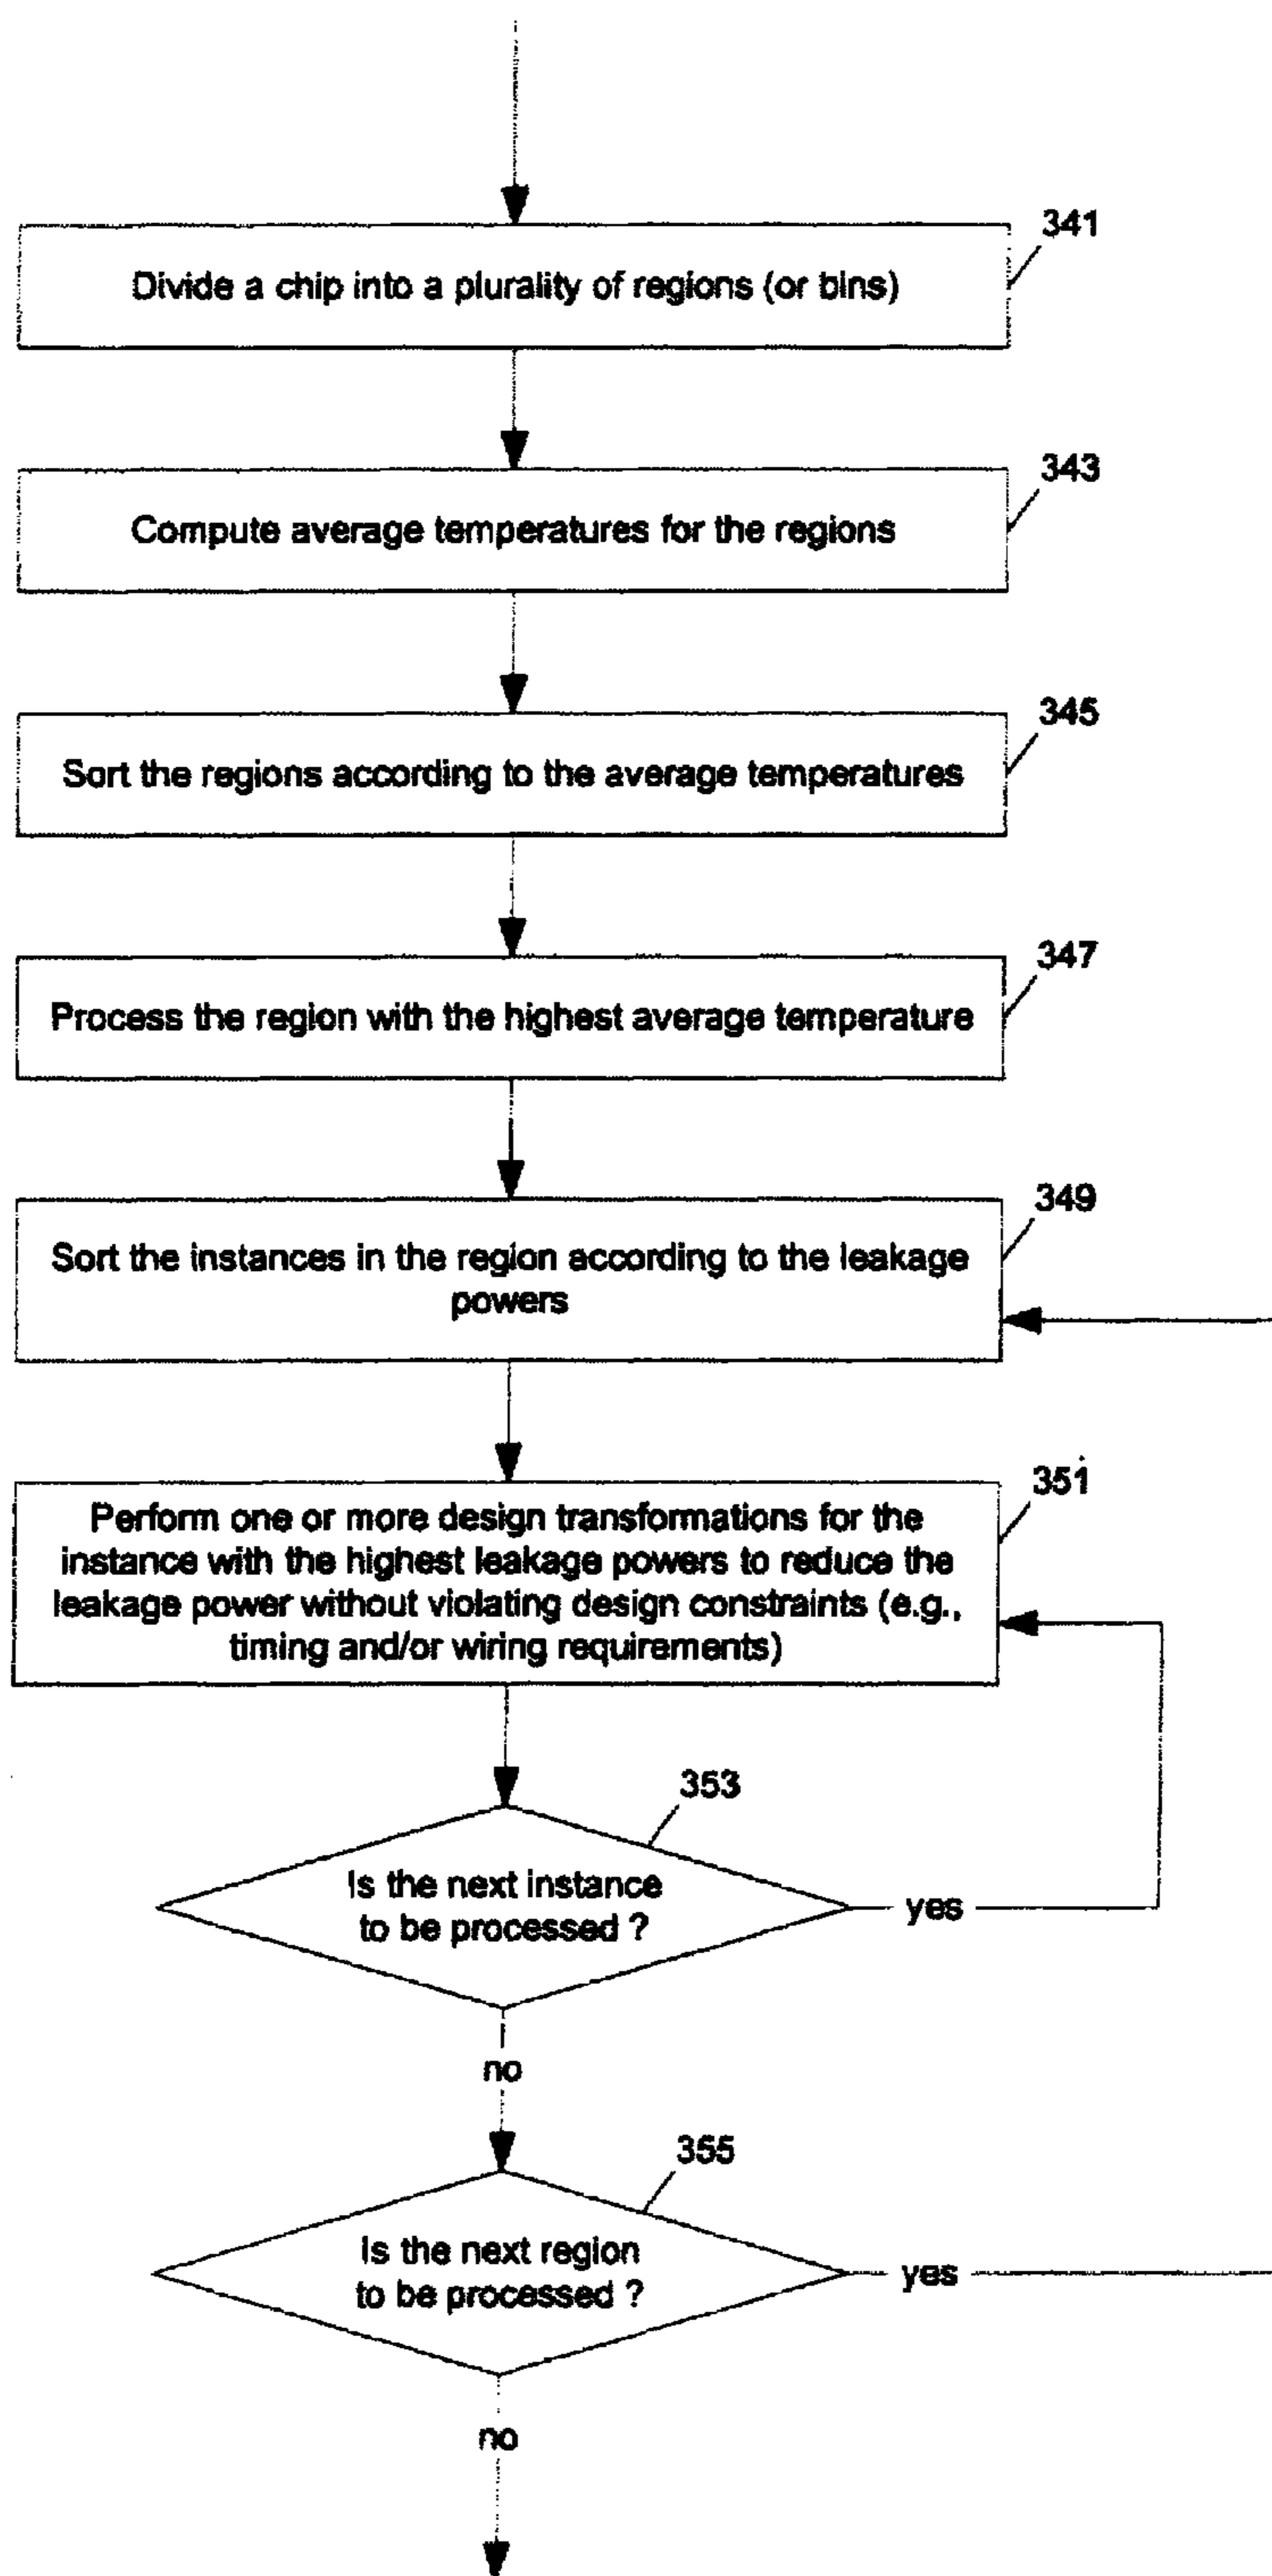 341
Divide a chip into a plurality of regions (or bins)
343
Compute average temperatures for the regions
345
Sort the regions according to the average temperatures
347
Process the region with the highest average temperature
349
Sort the instances in the region according to the leakage
powers
351
Perform one or more design transformations for the
instance with the highest leakage powers to reduce the
leakage power without violating design constraints (e.g.,
timing and/or wiring requirements)
353
Is the next instance
to be processed ?
yes
no
355
Is the next region
to be processed ?
yes
no